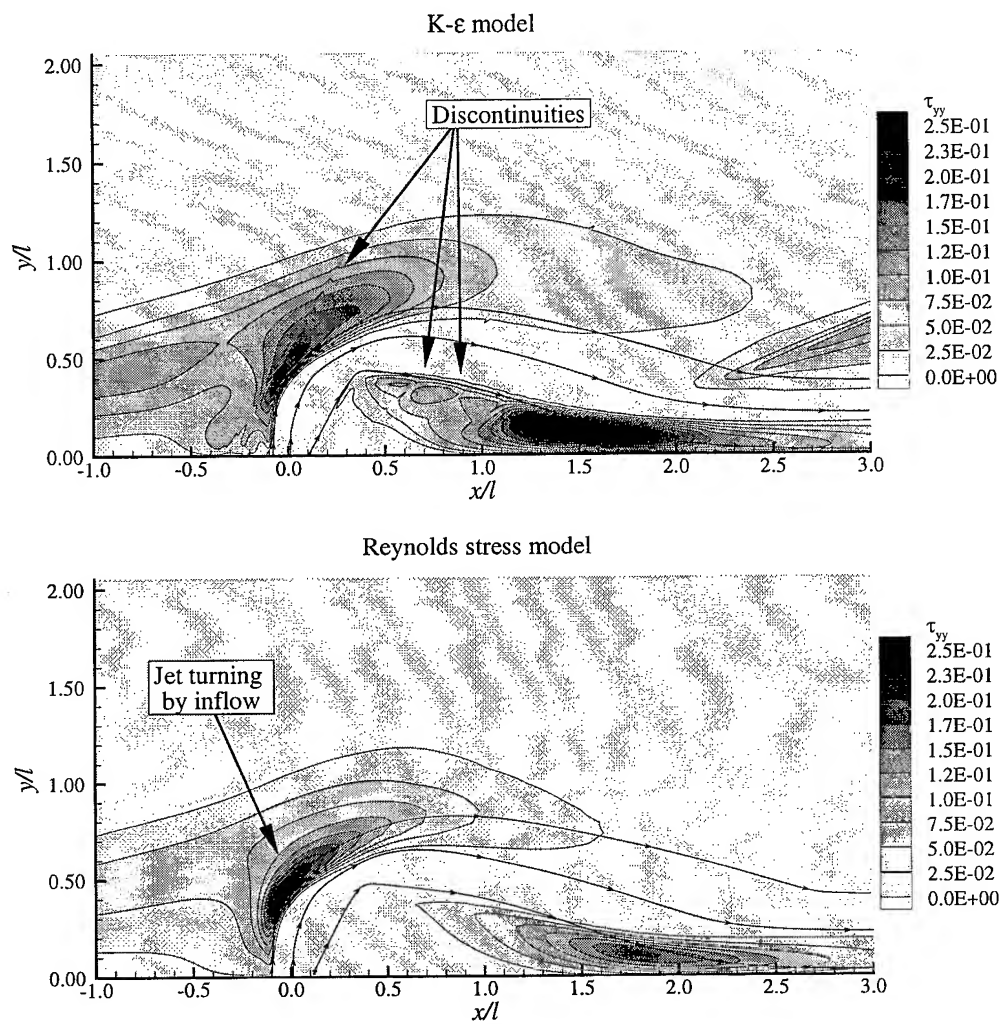 K-ε model
2.00
1.50
1.00
0.50
0.00
y/l
-1.0
-0.5
0.0
0.5
1.0
1.5
2.0
2.5
3.0
x/l
Discontinuities
τyy
2.5E-01
2.3E-01
2.0E-01
1.7E-01
1.5E-01
1.2E-01
1.0E-01
7.5E-02
5.0E-02
2.5E-02
0.0E+00
Reynolds stress model
2.00
1.50
1.00
0.50
0.00
y/l
-1.0
-0.5
0.0
0.5
1.0
1.5
2.0
2.5
3.0
x/l
Jet turning
by inflow
τyy
2.5E-01
2.3E-01
2.0E-01
1.7E-01
1.5E-01
1.2E-01
1.0E-01
7.5E-02
5.0E-02
2.5E-02
0.0E+00